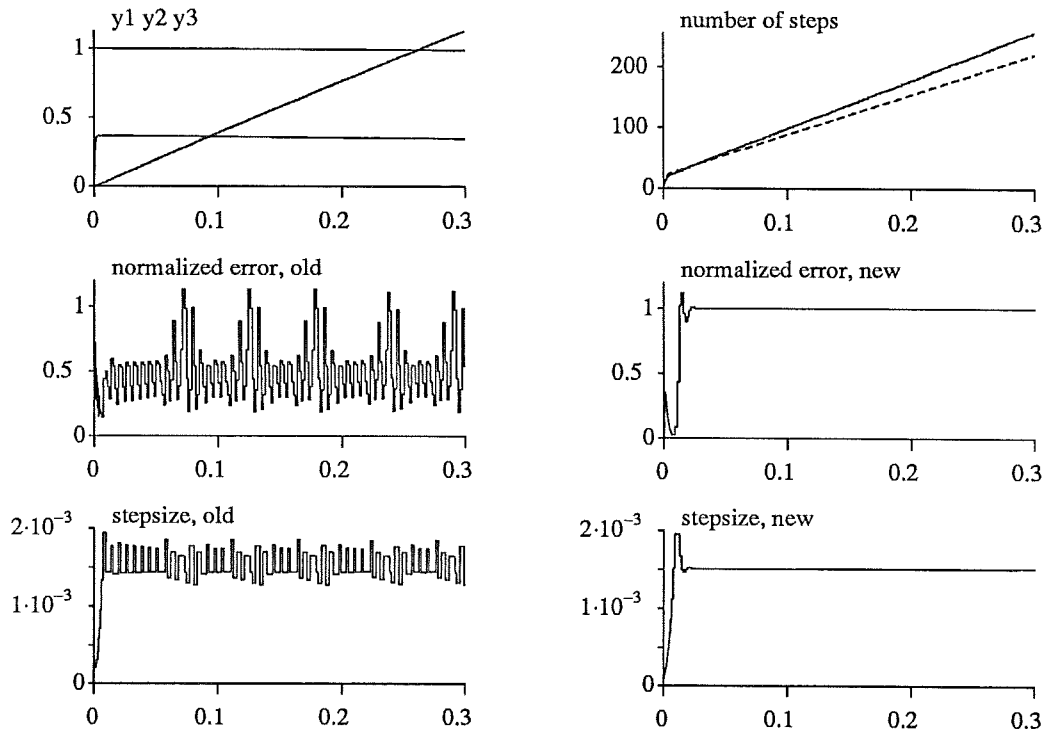 y1 y2 y3
1
0.5
0
0 0.1 0.2 0.3
number of steps
200
100
0
0 0.1 0.2 0.3
normalized error, old
1
0.5
0
0 0.1 0.2 0.3
normalized error, new
1
0.5
0
0 0.1 0.2 0.3
stepsize, old
2·10⁻³
1·10⁻³
0
0 0.1 0.2 0.3
stepsize, new
2·10⁻³
1·10⁻³
0
0 0.1 0.2 0.3